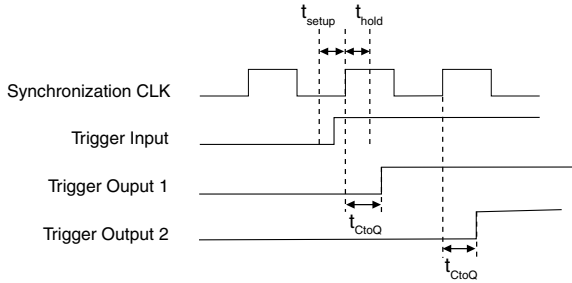 tsetup thold
Synchronization CLK
Trigger Input
Trigger Ouput 1
tCtoQ
Trigger Output 2
tCtoQ